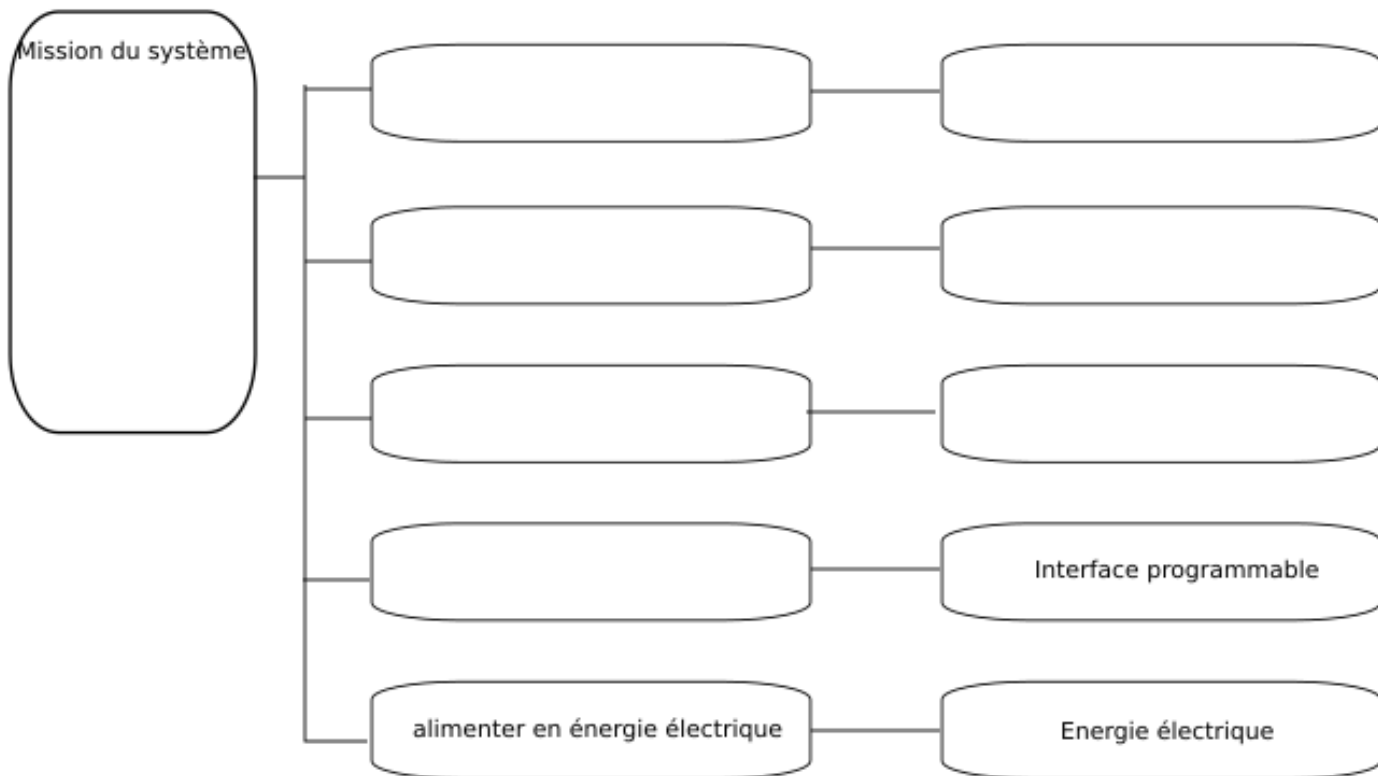 Mission du système
Interface programmable
alimenter en énergie électrique
Energie électrique